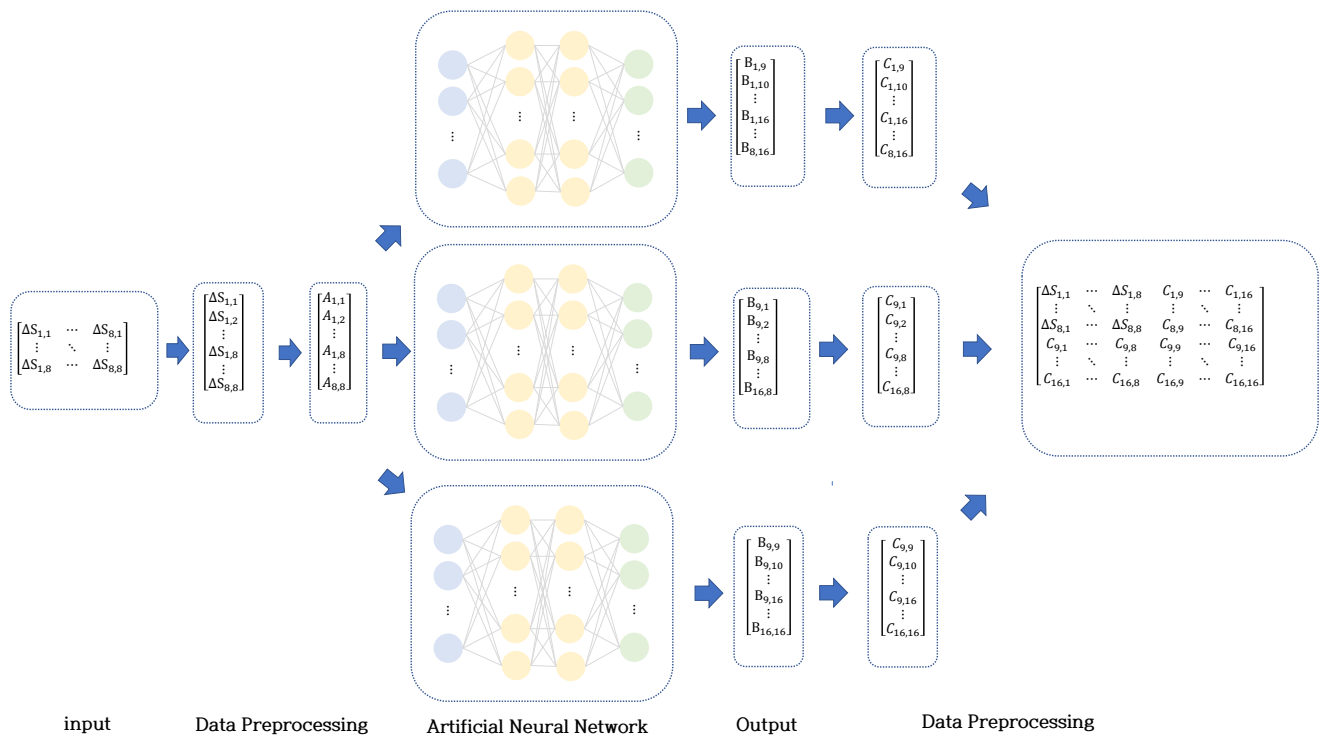 ΔS1,1 ⋯ ΔS8,1
⋮ ⋱ ⋮
ΔS1,8 ⋯ ΔS8,8
ΔS1,1
ΔS1,2
⋮
ΔS1,8
⋮
ΔS8,8
A1,1
A1,2
⋮
A1,8
⋮
A8,8
⋮ ⋮ ⋮ ⋮
B1,9
B1,10
⋮
B1,16
⋮
B8,16
C1,9
C1,10
⋮
C1,16
⋮
C8,16
⋮ ⋮ ⋮ ⋮
B9,1
B9,2
⋮
B9,8
⋮
B16,8
C9,1
C9,2
⋮
C9,8
⋮
C16,8
⋮ ⋮ ⋮ ⋮
B9,9
B9,10
⋮
B9,16
⋮
B16,16
C9,9
C9,10
⋮
C9,16
⋮
C16,16
ΔS1,1 ⋯ ΔS1,8 C1,9 ⋯ C1,16
⋮ ⋱ ⋮ ⋮ ⋱ ⋮
ΔS8,1 ⋯ ΔS8,8 C8,9 ⋯ C8,16
C9,1 ⋯ C9,8 C9,9 ⋯ C9,16
⋮ ⋱ ⋮ ⋮ ⋱ ⋮
C16,1 ⋯ C16,8 C16,9 ⋯ C16,16
input
Data Preprocessing
Artificial Neural Network
Output
Data Preprocessing